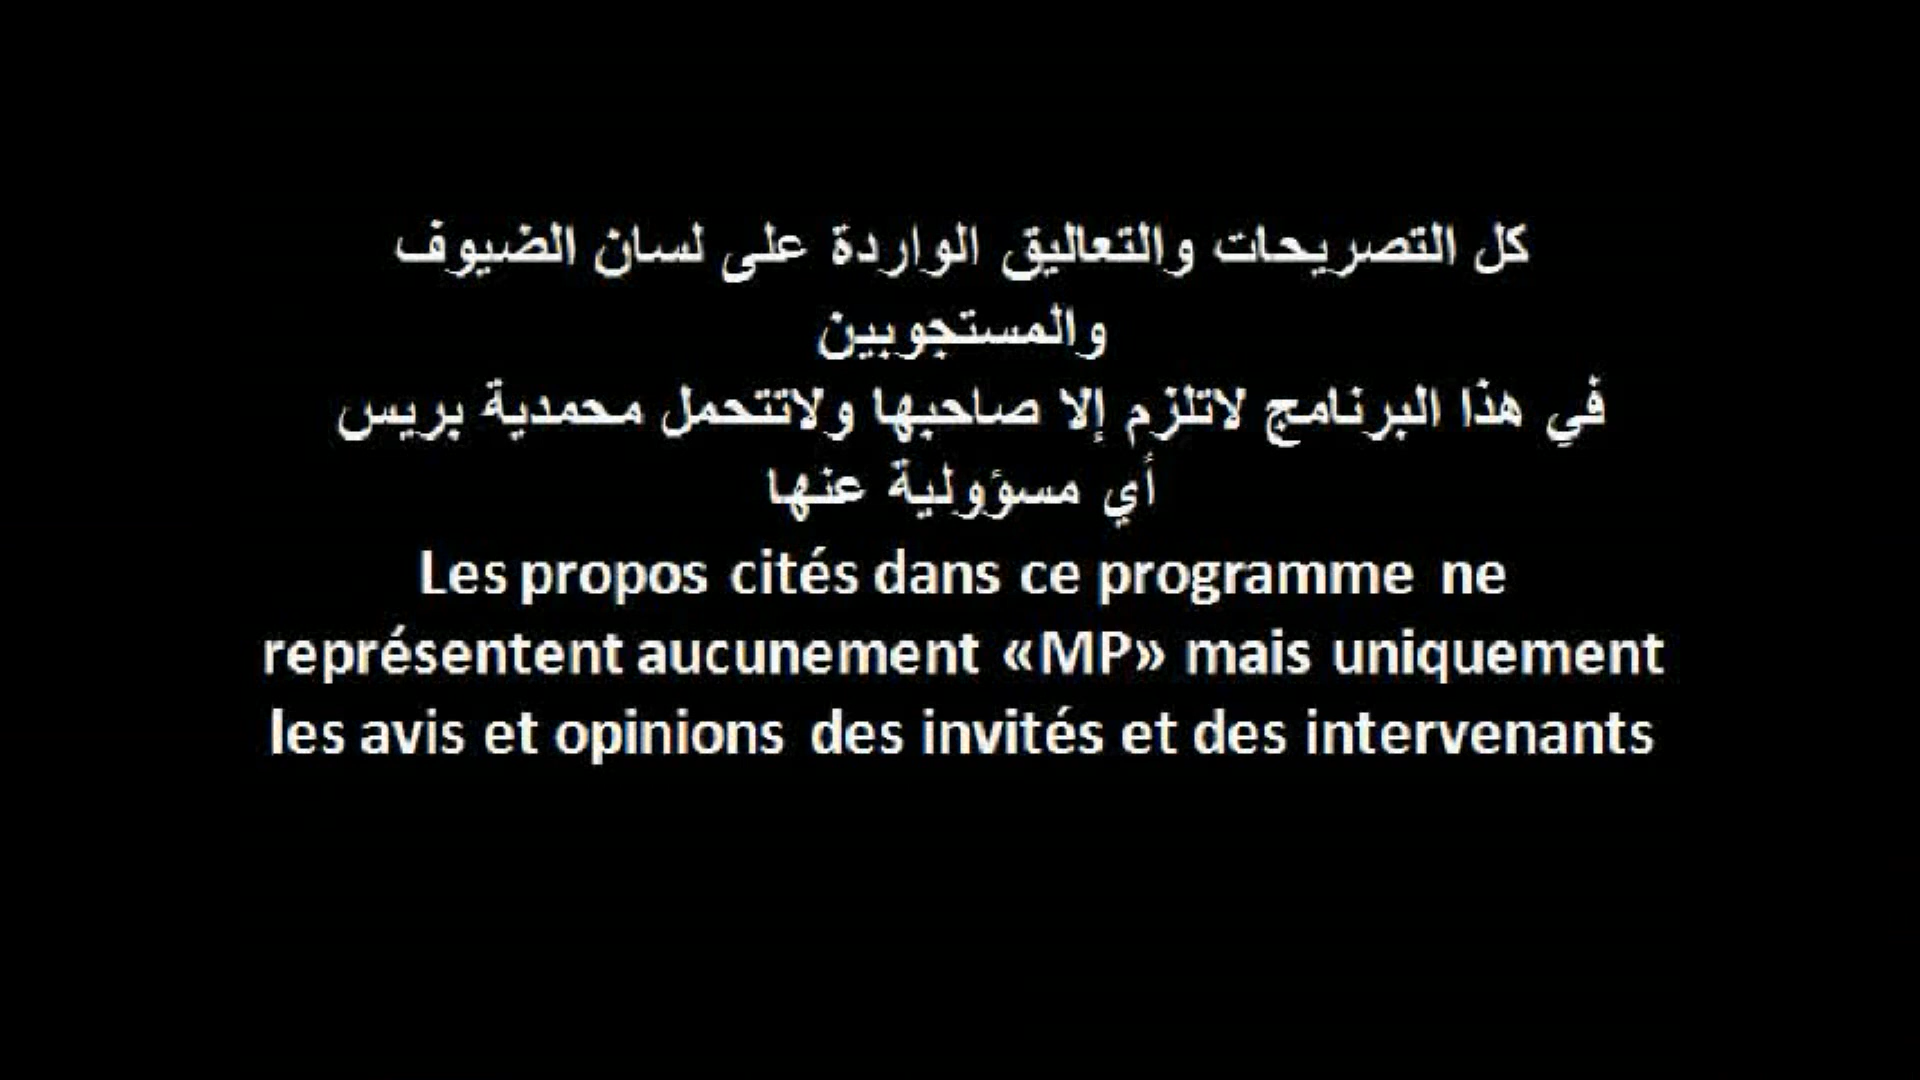 كل التصريحات والتعاليق الواردة على لسان الضيوف
والمستجوبين
في هذا البرنامج لاتلزم إلا صاحبها ولاتتحمل محمدية بريس
أي مسؤولية عنها
Les propos cités dans ce programme ne
représentent aucunement «MP» mais uniquement
les avis et opinions des invités et des intervenants